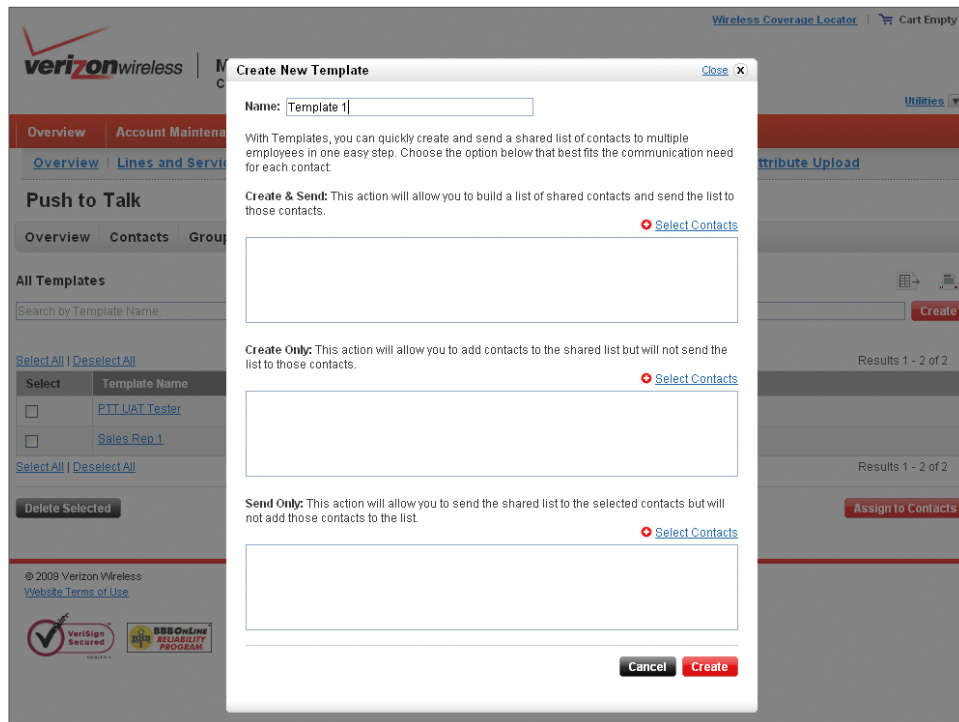 Wireless Coverage Locator | Cart Empty
verizonwireless
Utilities
Overview Account Maintena
Overview | Lines and Servic
ttribute Upload
Push to Talk
Overview Contacts Group
All Templates
Search by Template Name.
Create
Select All | Deselect All
Results 1 - 2 of 2
Select Template Name
PTT UAT Tester
Sales Rep 1
Select All | Deselect All
Results 1 - 2 of 2
Delete Selected
Assign to Contacts
© 2009 Verizon Wireless
Website Terms of Use
VeriSign
Secured
VERIFY
BBB
BBBONLINE
RELIABILITY
PROGRAM
Create New Template
Close X
Name: Template 1
With Templates, you can quickly create and send a shared list of contacts to multiple
employees in one easy step. Choose the option below that best fits the communication need
for each contact:
Create & Send: This action will allow you to build a list of shared contacts and send the list to
those contacts.
Select Contacts
Create Only: This action will allow you to add contacts to the shared list but will not send the
list to those contacts.
Select Contacts
Send Only: This action will allow you to send the shared list to the selected contacts but will
not add those contacts to the list.
Select Contacts
Cancel Create